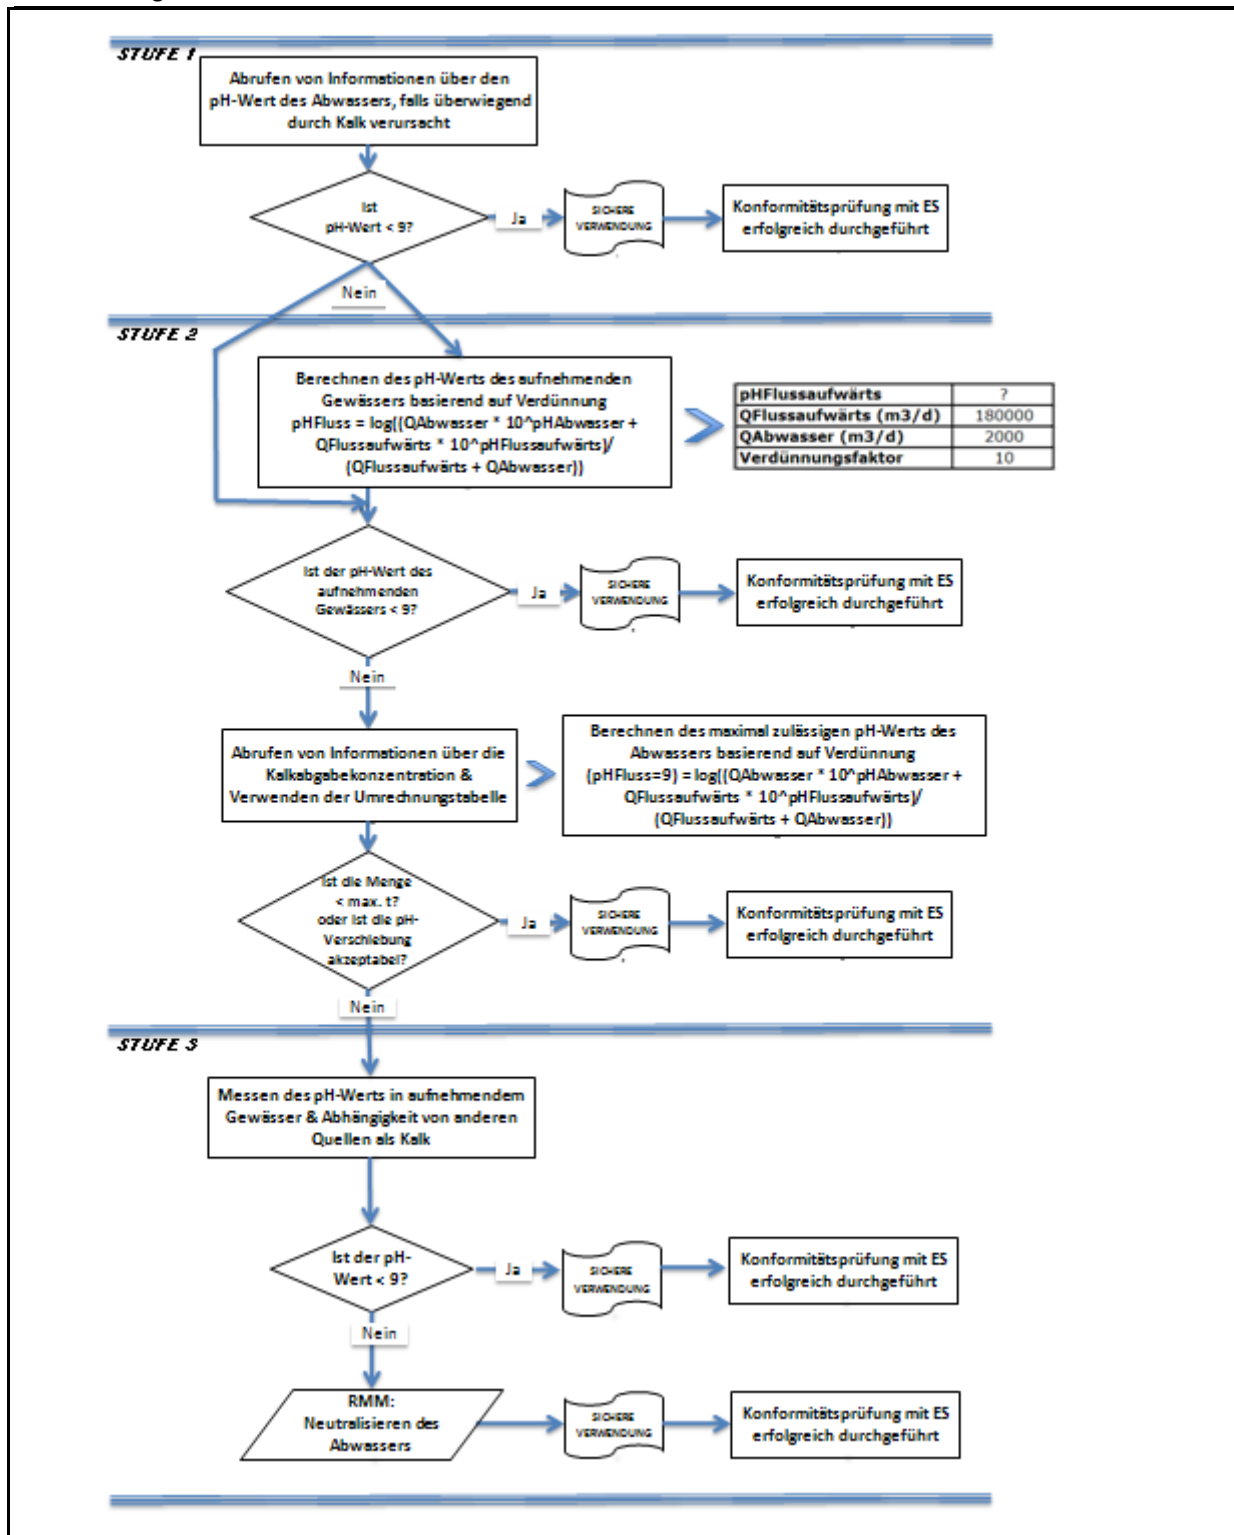 STUFE 1
Abrufen von Informationen über den
pH-Wert des Abwassers, falls überwiegend
durch Kalk verursacht
Ist
pH-Wert < 9?
Ja
SICHERE
VERWENDUNG
Konformitätsprüfung mit ES
erfolgreich durchgeführt
Nein
STUFE 2
Berechnen des pH-Werts des aufnehmenden
Gewässers basierend auf Verdünnung
pHFluss = log((QAbwasser * 10^pHAbwasser +
QFlussaufwärts * 10^pHFlussaufwärts)/
(QFlussaufwärts + QAbwasser))
pHFlussaufwärts ?
QFlussaufwärts (m3/d) 180000
QAbwasser (m3/d) 2000
Verdünnungsfaktor 10
Ist der pH-Wert des
aufnehmenden
Gewässers < 9?
Ja
SICHERE
VERWENDUNG
Konformitätsprüfung mit ES
erfolgreich durchgeführt
Nein
Abrufen von Informationen über die
Kalkabgabekonzentration &
Verwenden der Umrechnungstabelle
Berechnen des maximal zulässigen pH-Werts des
Abwassers basierend auf Verdünnung
(pHFluss=9) = log((QAbwasser * 10^pHAbwasser +
QFlussaufwärts * 10^pHFlussaufwärts)/
(QFlussaufwärts + QAbwasser))
Ist die Menge
< max. t?
oder ist die pH-
Verschiebung
akzeptabel?
Ja
SICHERE
VERWENDUNG
Konformitätsprüfung mit ES
erfolgreich durchgeführt
Nein
STUFE 3
Messen des pH-Werts in aufnehmendem
Gewässer & Abhängigkeit von anderen
Quellen als Kalk
Ist der pH-
Wert < 9?
Ja
SICHERE
VERWENDUNG
Konformitätsprüfung mit ES
erfolgreich durchgeführt
Nein
RMM:
Neutralisieren des
Abwassers
SICHERE
VERWENDUNG
Konformitätsprüfung mit ES
erfolgreich durchgeführt